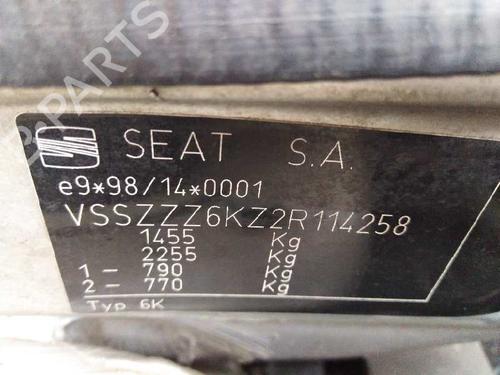 SEAT S.A.
e9*98/14*0001
VSSZZZ6KZ2R114258
1455 Kg
2255 Kg
1 - 790 Kg
2 - 770 Kg
Typ 6K